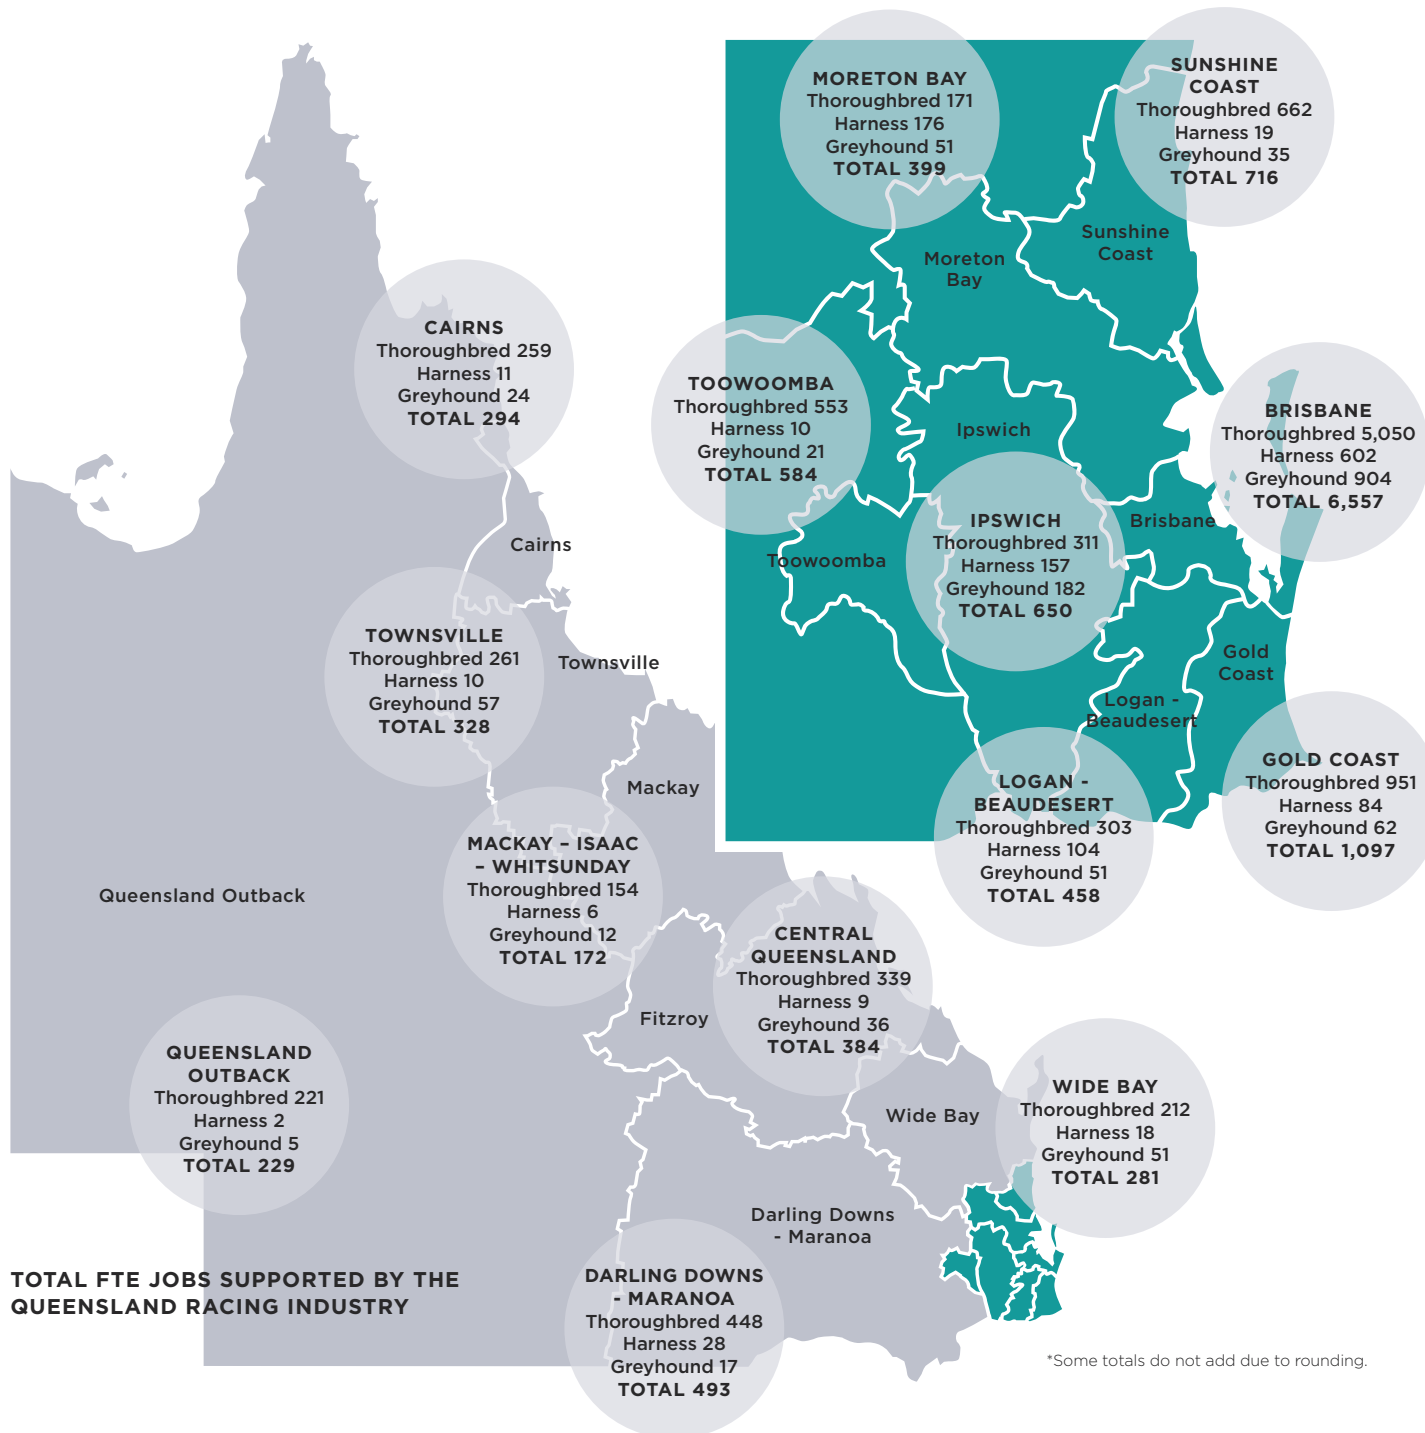 MORETON BAY
Thoroughbred 171
Harness 176
Greyhound 51
TOTAL 399
SUNSHINE
COAST
Thoroughbred 662
Harness 19
Greyhound 35
TOTAL 716
Sunshine
Coast
Moreton
Bay
CAIRNS
Thoroughbred 259
Harness 11
Greyhound 24
TOTAL 294
TOOWOOMBA
Thoroughbred 553
Harness 10
Greyhound 21
TOTAL 584
Ipswich
BRISBANE
Thoroughbred 5,050
Harness 602
Greyhound 904
TOTAL 6,557
IPSWICH
Thoroughbred 311
Harness 157
Greyhound 182
TOTAL 650
Brisbane
Toowoomba
Cairns
TOWNSVILLE
Thoroughbred 261
Harness 10
Greyhound 57
TOTAL 328
Townsville
Gold
Coast
Logan -
Beaudesert
Mackay
GOLD COAST
Thoroughbred 951
Harness 84
Greyhound 62
TOTAL 1,097
LOGAN -
BEAUDESERT
Thoroughbred 303
Harness 104
Greyhound 51
TOTAL 458
MACKAY – ISAAC
– WHITSUNDAY
Thoroughbred 154
Harness 6
Greyhound 12
TOTAL 172
Queensland Outback
CENTRAL
QUEENSLAND
Thoroughbred 339
Harness 9
Greyhound 36
TOTAL 384
Fitzroy
QUEENSLAND
OUTBACK
Thoroughbred 221
Harness 2
Greyhound 5
TOTAL 229
Wide Bay
WIDE BAY
Thoroughbred 212
Harness 18
Greyhound 51
TOTAL 281
Darling Downs
- Maranoa
DARLING DOWNS
- MARANOA
Thoroughbred 448
Harness 28
Greyhound 17
TOTAL 493
TOTAL FTE JOBS SUPPORTED BY THE
QUEENSLAND RACING INDUSTRY
*Some totals do not add due to rounding.